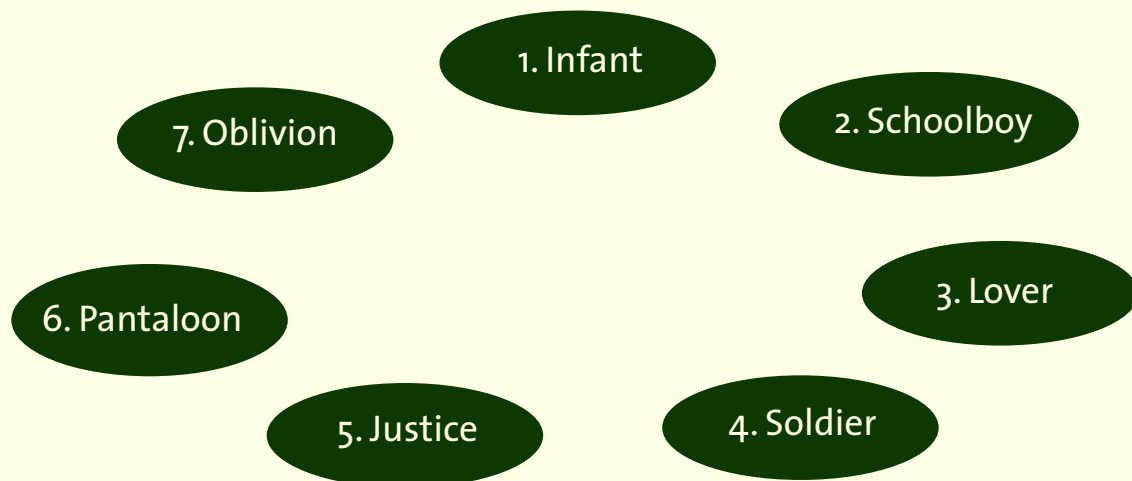 1. Infant
2. Schoolboy
3. Lover
4. Soldier
5. Justice
6. Pantaloon
7. Oblivion